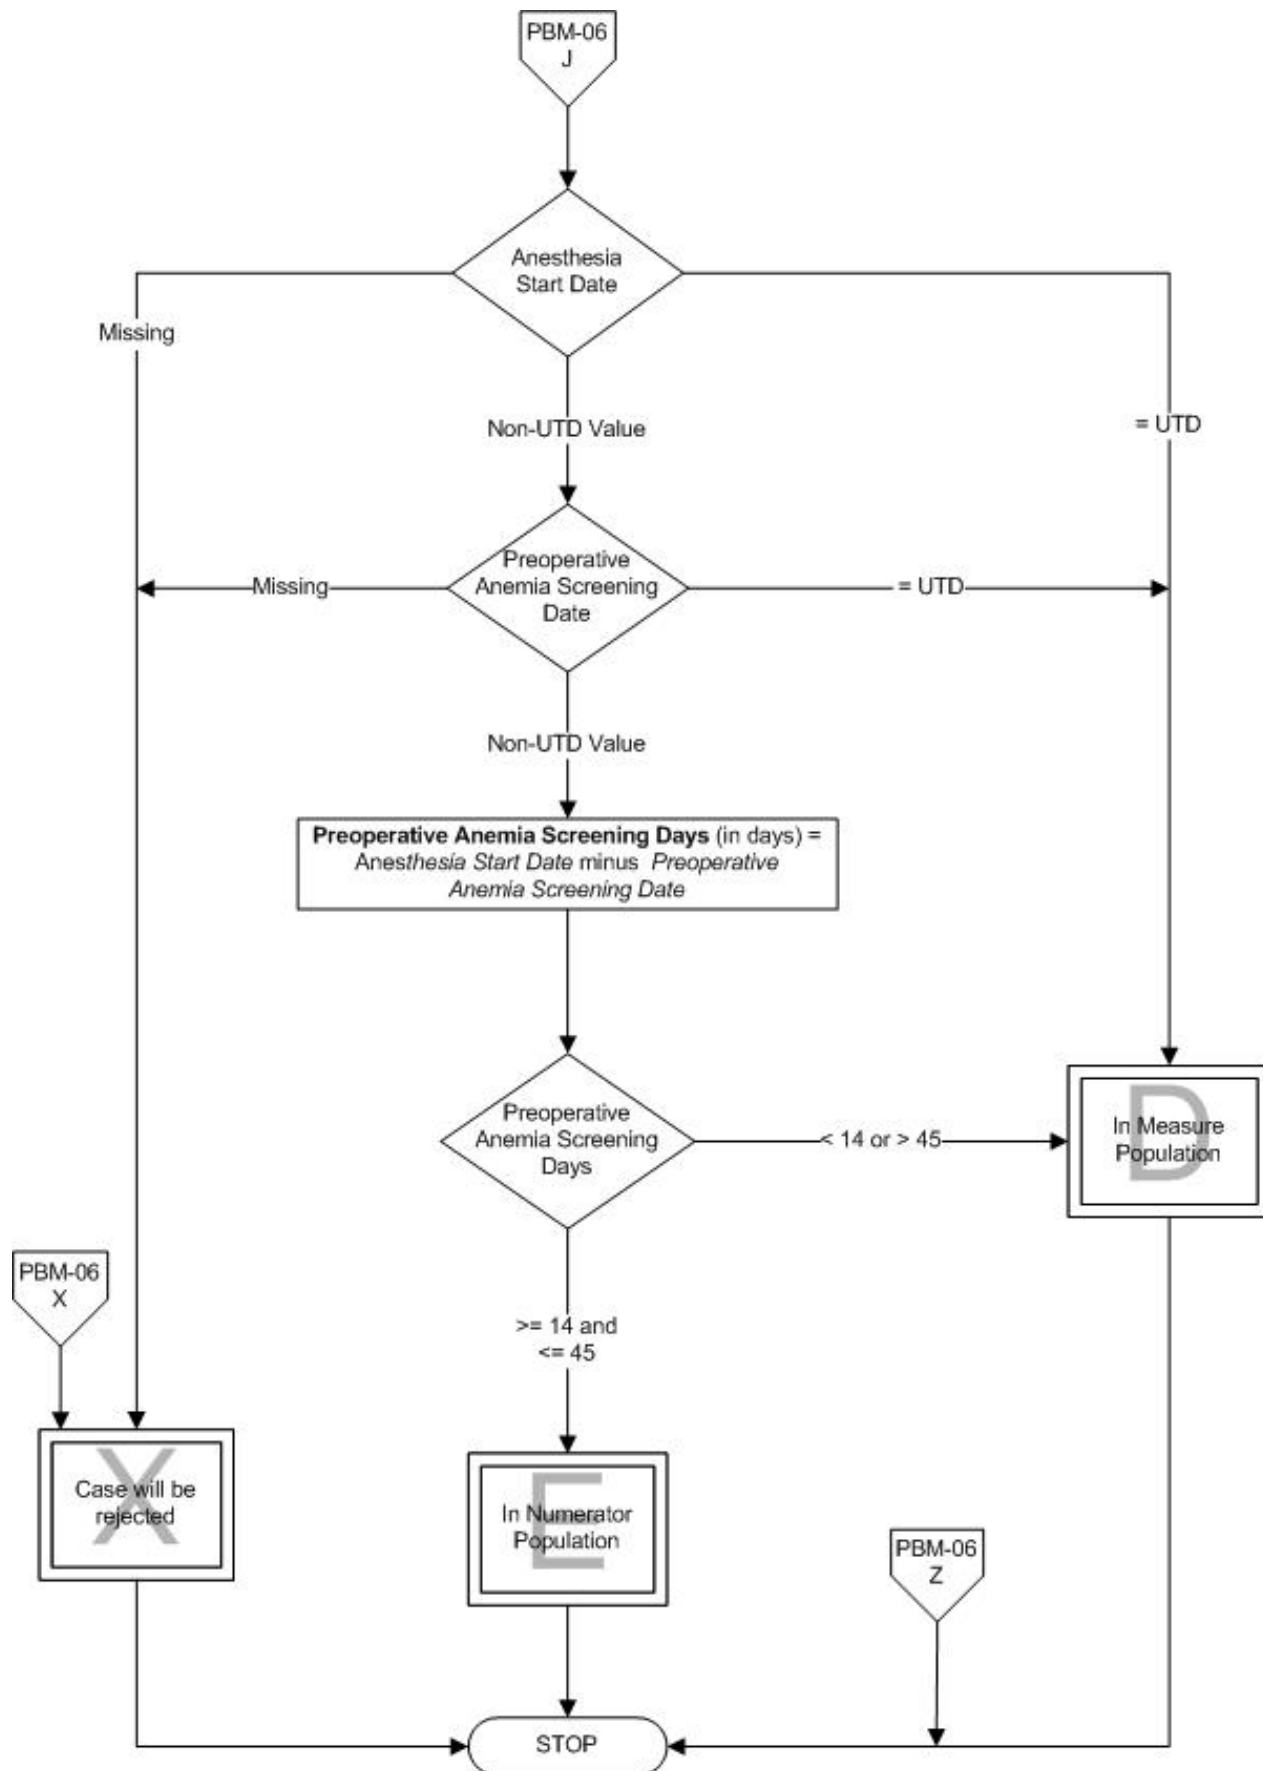 PBM-06
J
Anesthesia
Start Date
Missing
= UTD
Non-UTD Value
Preoperative
Anemia Screening
Date
Missing
= UTD
Non-UTD Value
Preoperative Anemia Screening Days (in days) =
Anesthesia Start Date minus Preoperative
Anemia Screening Date
Preoperative
Anemia Screening
Days
< 14 or > 45
D
In Measure
Population
PBM-06
X
>= 14 and
<= 45
X
Case will be
rejected
E
In Numerator
Population
PBM-06
Z
STOP